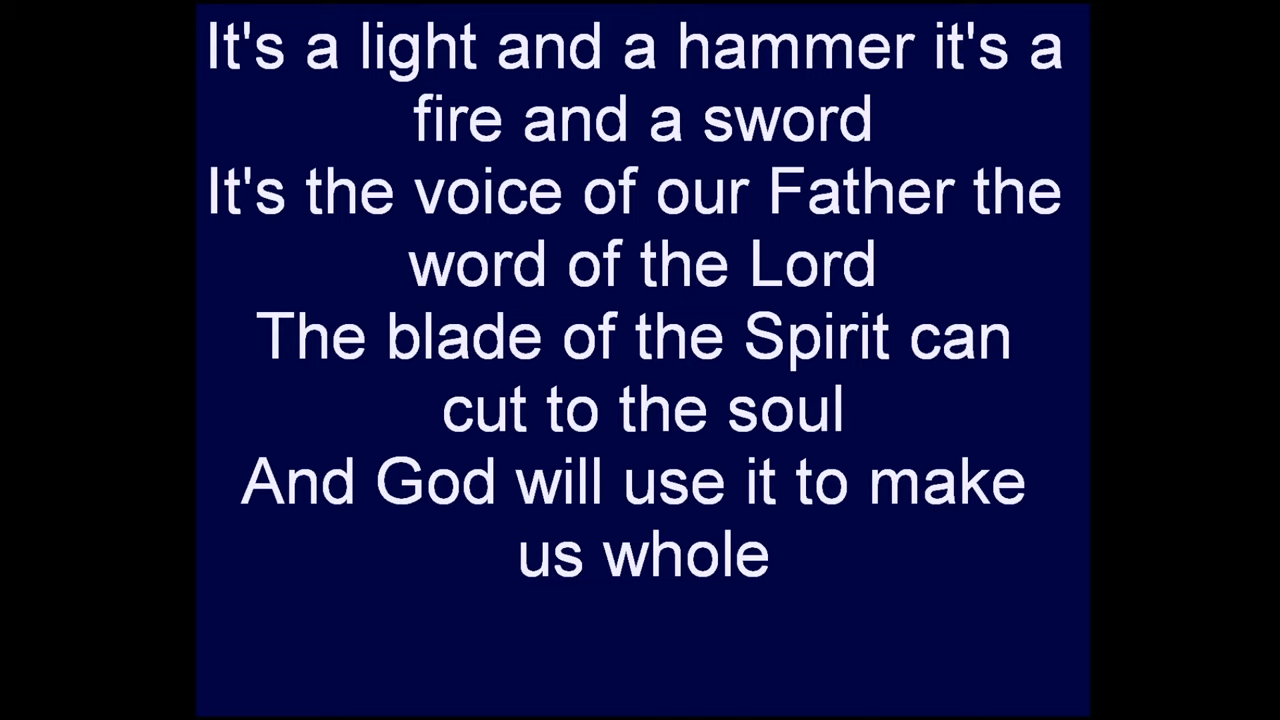 It's a light and a hammer it's a
fire and a sword
It's the voice of our Father the
word of the Lord
The blade of the Spirit can
cut to the soul
And God will use it to make
us whole